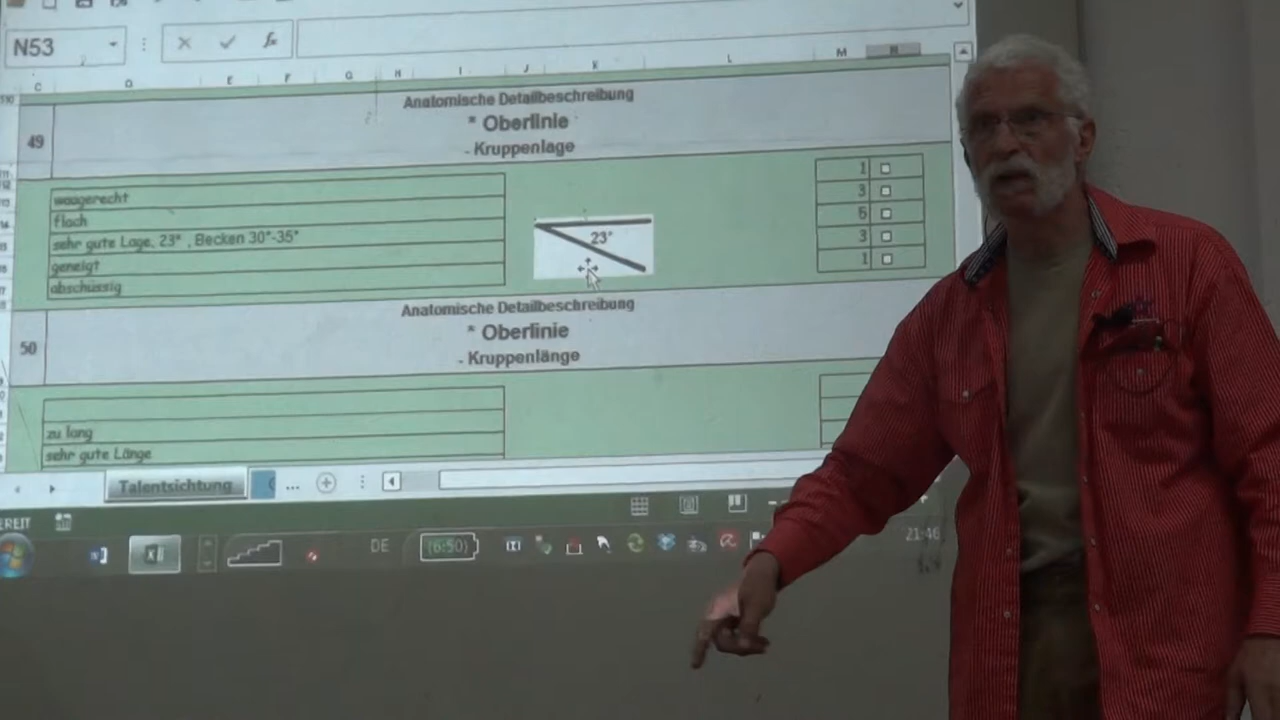 N53
C D E F G H I J K L M N
Anatomische Detailbeschreibung
49
* Oberlinie
- Kruppenlage
waagerecht
1
flach
3
sehr gute Lage, 23° , Becken 30°-35°
23°
5
geneigt
3
abschüssig
1
Anatomische Detailbeschreibung
50
* Oberlinie
- Kruppenlänge
zu lang
sehr gute Länge
Talentsichtung
...
EREIT
DE
(6:50)
21:46